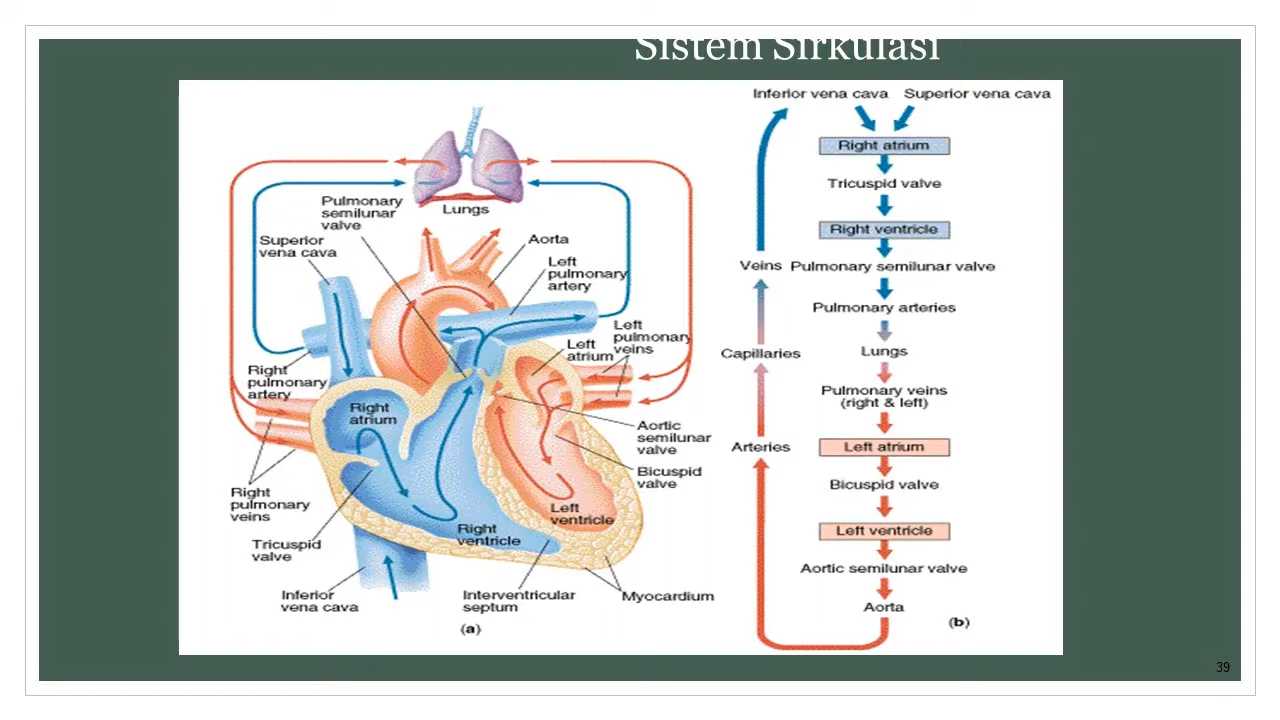 Sistem Sirkulasi
Lungs
Pulmonary
semilunar
valve
Superior
vena cava
Aorta
Left
pulmonary
artery
Left
pulmonary
veins
Left
atrium
Right
pulmonary
artery
Right
atrium
Aortic
semilunar
valve
Bicuspid
valve
Right
pulmonary
veins
Left
ventricle
Right
ventricle
Tricuspid
valve
Inferior
vena cava
Interventricular
septum
Myocardium
(a)
Inferior vena cava
Superior vena cava
Right atrium
Tricuspid valve
Right ventricle
Veins
Pulmonary semilunar valve
Pulmonary arteries
Capillaries
Lungs
Pulmonary veins
(right & left)
Arteries
Left atrium
Bicuspid valve
Left ventricle
Aortic semilunar valve
Aorta
(b)
39